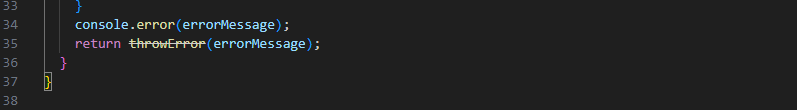 33 }
34 console.error(errorMessage);
35 return throwError(errorMessage);
36 }
37 }
38